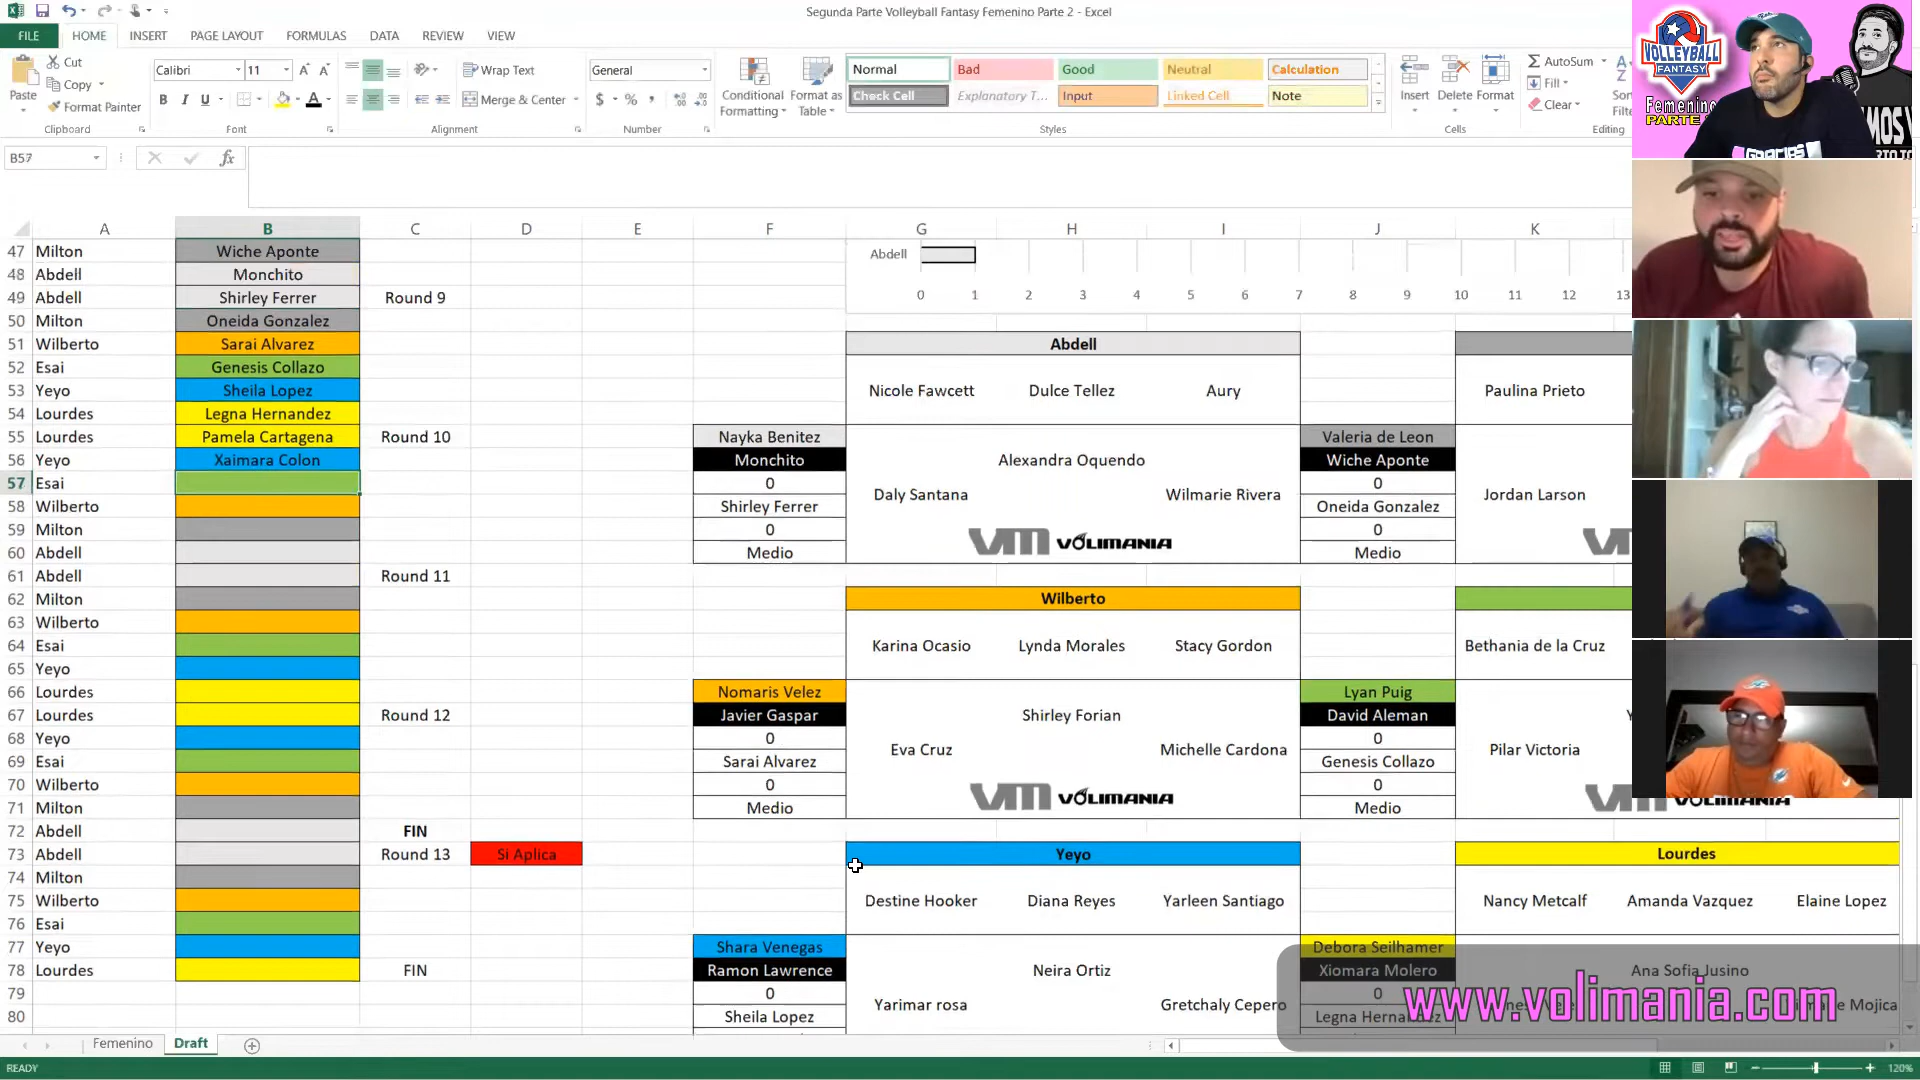 Segunda Parte Volleyball Fantasy Femenino Parte 2 - Excel
FILE HOME INSERT PAGE LAYOUT FORMULAS DATA REVIEW VIEW
Paste
Cut
Copy
Format Painter
Clipboard
Calibri 11
B I U
Font
Wrap Text
Merge & Center
Alignment
General
$ % ,
Number
Conditional Formatting
Format as Table
Normal Bad Good Neutral Calculation
Check Cell Explanatory T... Input Linked Cell Note
Styles
Insert Delete Format
Cells
AutoSum
Fill
Clear
Editing
VOLLEYBALL FANTASY
Femenino
PARTE
B57
fx
A B C D E F G H I J K
47 Milton Wiche Aponte
48 Abdell Monchito
49 Abdell Shirley Ferrer Round 9
50 Milton Oneida Gonzalez
51 Wilberto Sarai Alvarez
52 Esai Genesis Collazo
53 Yeyo Sheila Lopez
54 Lourdes Legna Hernandez
55 Lourdes Pamela Cartagena Round 10
56 Yeyo Xaimara Colon
57 Esai
58 Wilberto
59 Milton
60 Abdell
61 Abdell Round 11
62 Milton
63 Wilberto
64 Esai
65 Yeyo
66 Lourdes
67 Lourdes Round 12
68 Yeyo
69 Esai
70 Wilberto
71 Milton
72 Abdell FIN
73 Abdell Round 13 Si Aplica
74 Milton
75 Wilberto
76 Esai
77 Yeyo
78 Lourdes FIN
79
80
Abdell
0 1 2 3 4 5 6 7 8 9 10 11 12 13
Abdell
Nicole Fawcett Dulce Tellez Aury Paulina Prieto
Nayka Benitez Valeria de Leon
Monchito Alexandra Oquendo Wiche Aponte
0 0
Daly Santana Wilmarie Rivera Jordan Larson
Shirley Ferrer Oneida Gonzalez
0 0
VM VOLIMANIA
Medio Medio
Wilberto
Karina Ocasio Lynda Morales Stacy Gordon Bethania de la Cruz
Nomaris Velez Lyan Puig
Javier Gaspar Shirley Forian David Aleman
0 0
Eva Cruz Michelle Cardona Pilar Victoria
Sarai Alvarez Genesis Collazo
0 0
VM VOLIMANIA VM VOLIMANIA
Medio Medio
Yeyo Lourdes
Destine Hooker Diana Reyes Yarleen Santiago Nancy Metcalf Amanda Vazquez Elaine Lopez
Shara Venegas Debora Seilhamer
Ramon Lawrence Neira Ortiz Xiomara Molero Ana Sofia Jusino
0 0
Yarimar rosa Gretchaly Cepero Mojica
Sheila Lopez Legna Hernandez
www.volimania.com
Femenino Draft
READY
120%